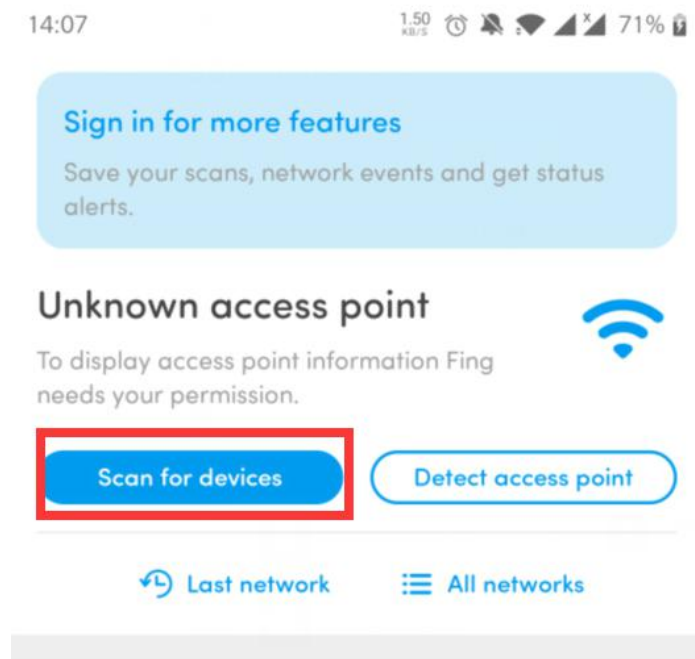 14:07 1.50 KB/S 71%
Sign in for more features
Save your scans, network events and get status
alerts.
Unknown access point
To display access point information Fing
needs your permission.
Scan for devices Detect access point
Last network All networks